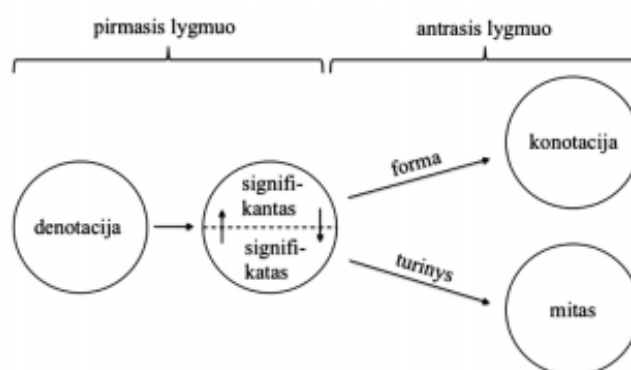 pirmasis lygmuo
antrasis lygmuo
denotacija
signifi-
kantas
signifi-
katas
forma
turinys
konotacija
mitas